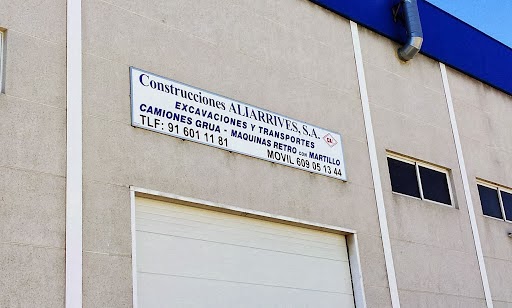 Construcciones ALIARRIVES, S.A.
EXCAVACIONES Y TRANSPORTES
CAMIONES GRUA - MAQUINAS RETRO CON MARTILLO
TLF: 91 601 11 81 MOVIL 609 05 13 44